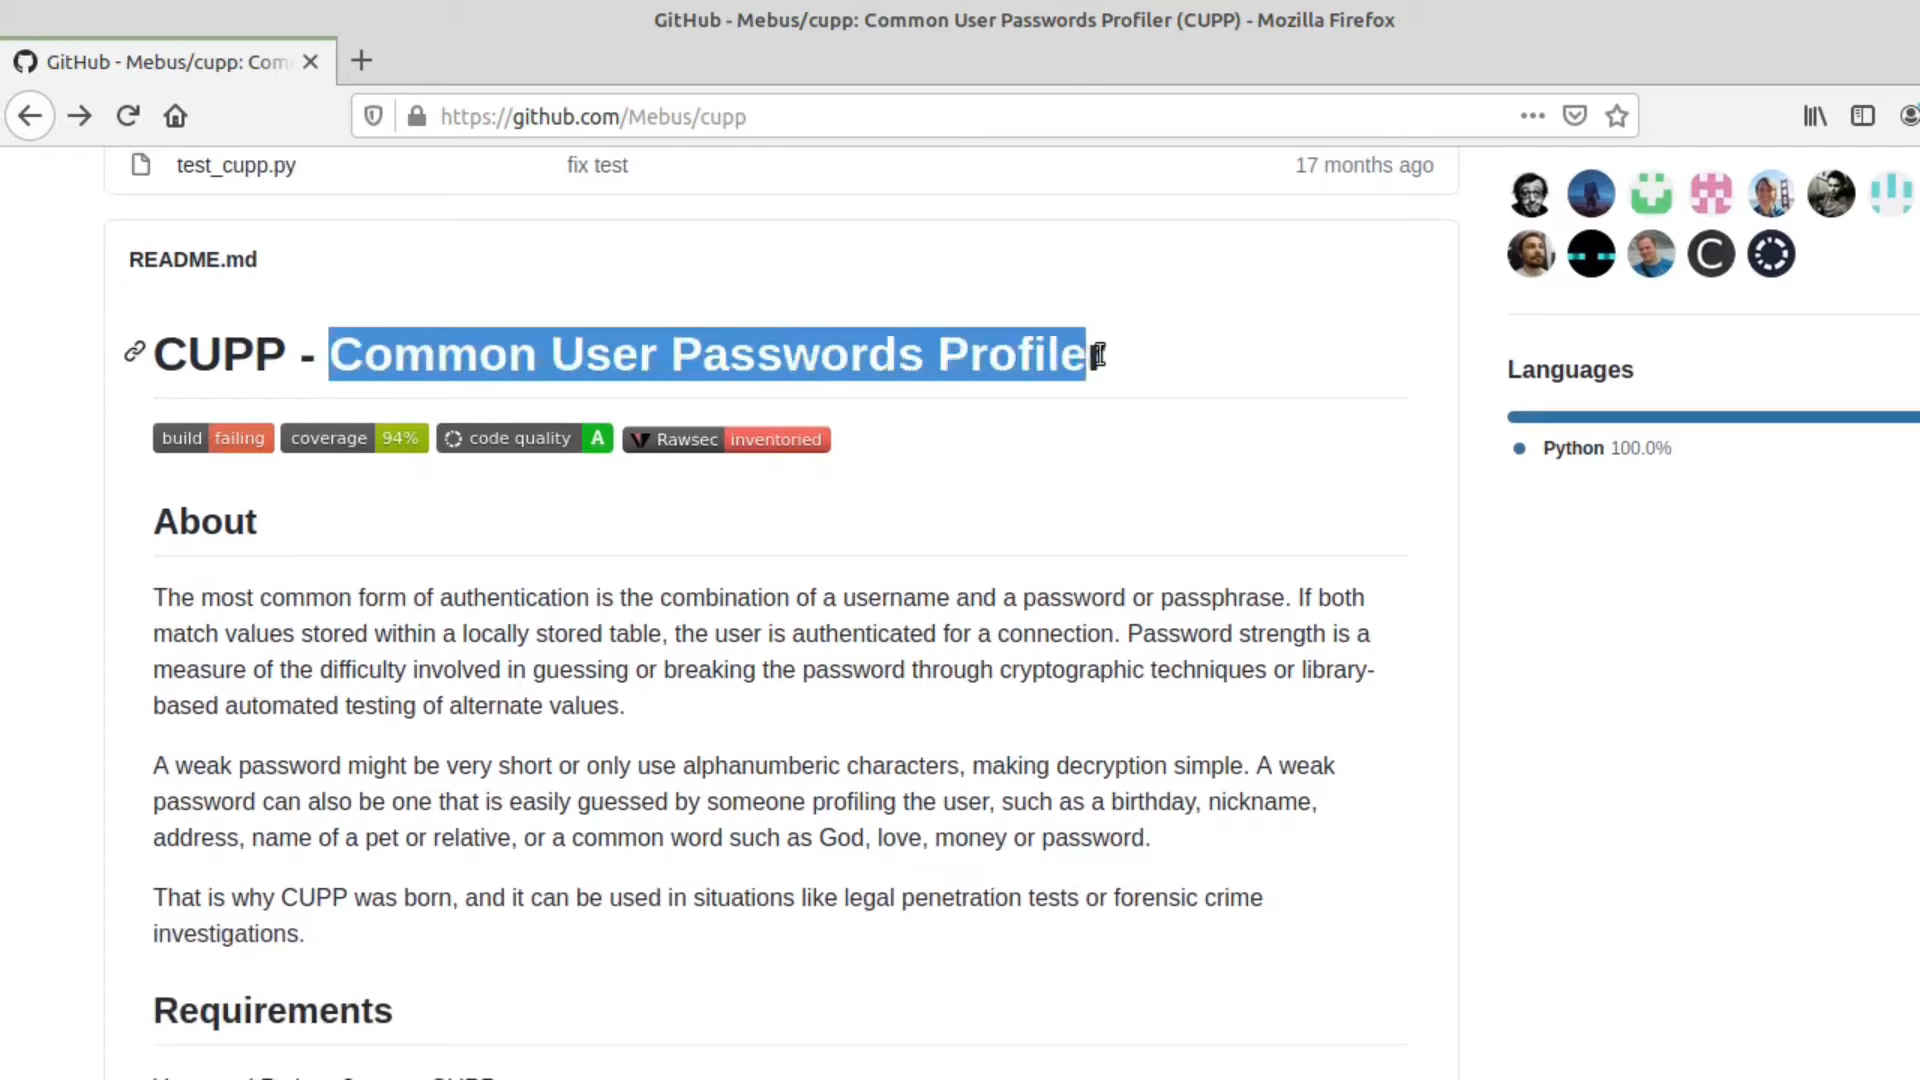 GitHub - Mebus/cupp: Common User Passwords Profiler (CUPP) - Mozilla Firefox
GitHub - Mebus/cupp: Com
https://github.com/Mebus/cupp
test_cupp.py fix test 17 months ago
README.md
CUPP - Common User Passwords Profiler
build failing coverage 94% code quality A Rawsec inventoried
About
The most common form of authentication is the combination of a username and a password or passphrase. If both
match values stored within a locally stored table, the user is authenticated for a connection. Password strength is a
measure of the difficulty involved in guessing or breaking the password through cryptographic techniques or library-
based automated testing of alternate values.
A weak password might be very short or only use alphanumberic characters, making decryption simple. A weak
password can also be one that is easily guessed by someone profiling the user, such as a birthday, nickname,
address, name of a pet or relative, or a common word such as God, love, money or password.
That is why CUPP was born, and it can be used in situations like legal penetration tests or forensic crime
investigations.
Requirements
C
Languages
Python 100.0%